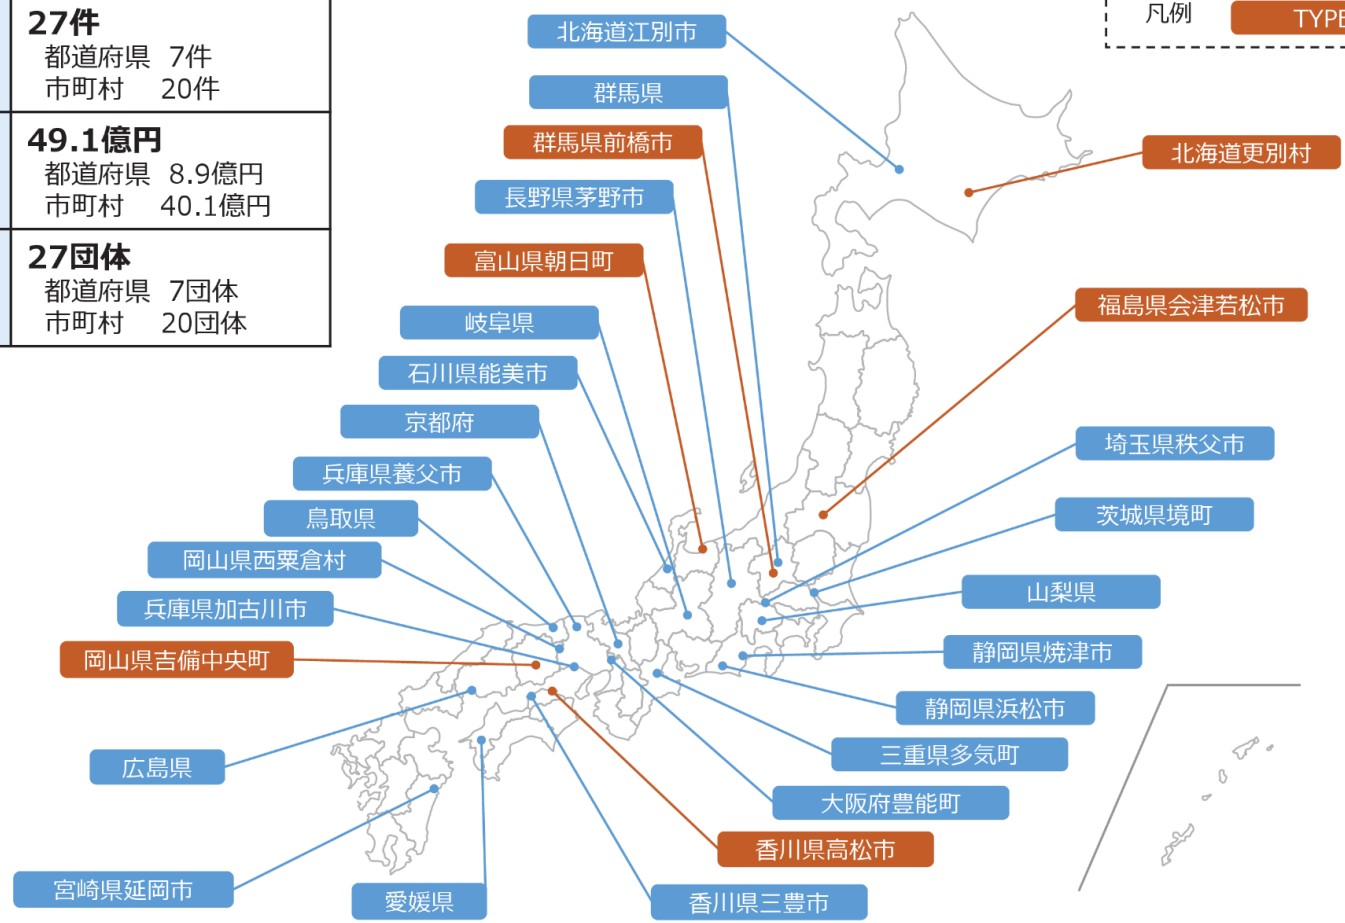 27件
都道府県 7件
市町村 20件
49.1億円
都道府県 8.9億円
市町村 40.1億円
27団体
都道府県 7団体
市町村 20団体
凡例
TYPE
北海道江別市
群馬県
群馬県前橋市
北海道更別村
長野県茅野市
富山県朝日町
福島県会津若松市
岐阜県
石川県能美市
京都府
埼玉県秩父市
兵庫県養父市
鳥取県
茨城県境町
岡山県西粟倉村
山梨県
兵庫県加古川市
静岡県焼津市
岡山県吉備中央町
静岡県浜松市
三重県多気町
広島県
大阪府豊能町
香川県高松市
宮崎県延岡市
愛媛県
香川県三豊市